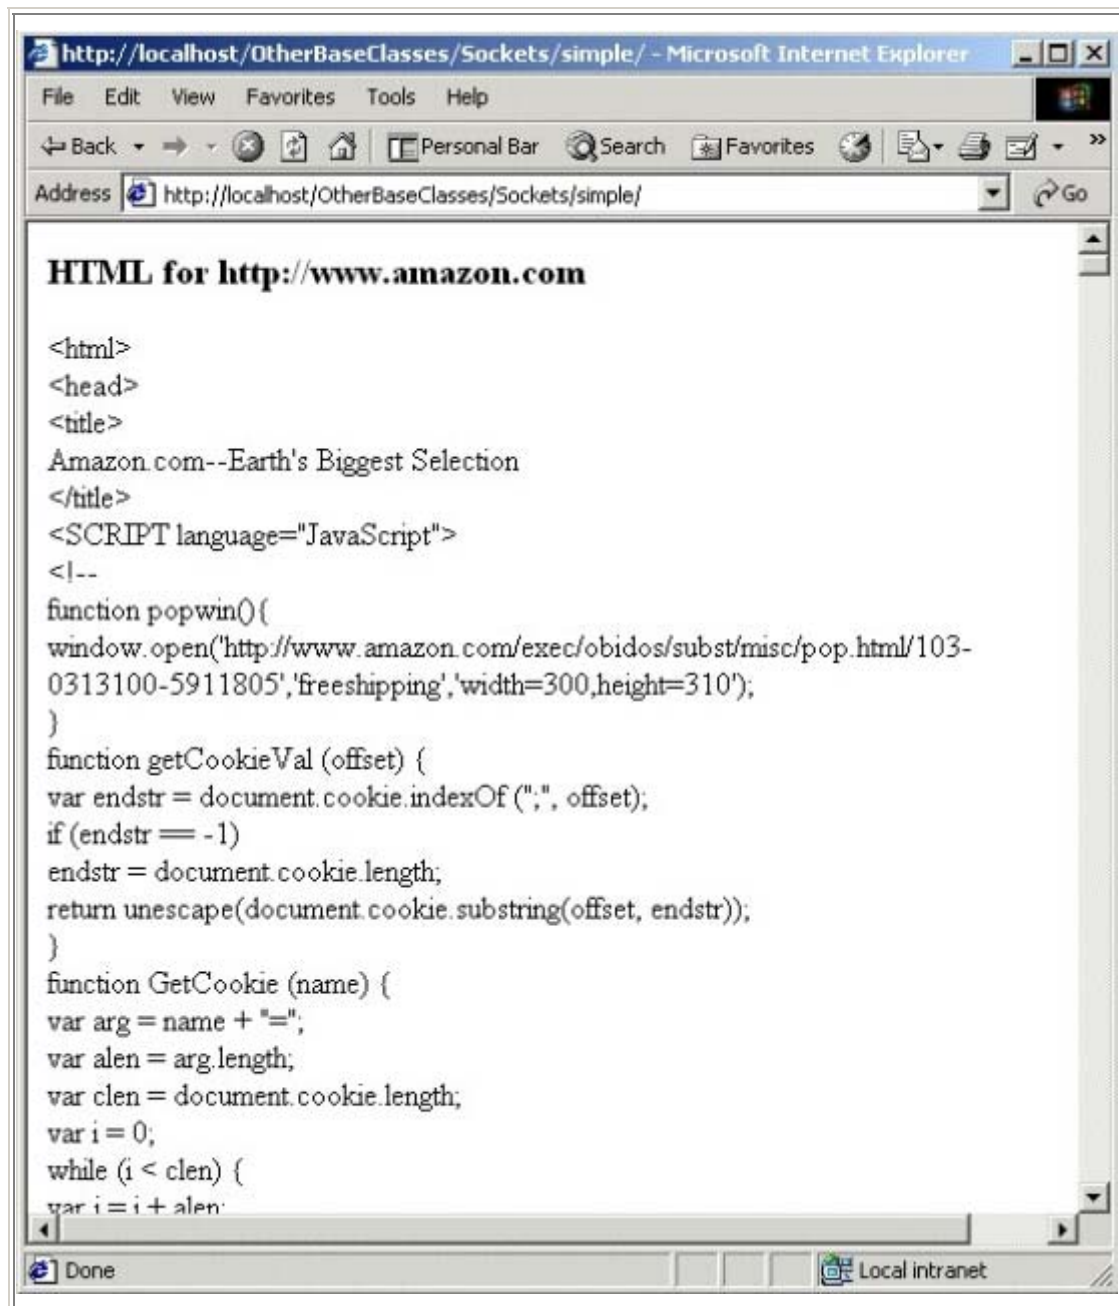 http://localhost/OtherBaseClasses/Sockets/simple/ - Microsoft Internet Explorer
File Edit View Favorites Tools Help
Back Personal Bar Search Favorites »
Address http://localhost/OtherBaseClasses/Sockets/simple/ Go
HTML for http://www.amazon.com
<html>
<head>
<title>
Amazon.com--Earth's Biggest Selection
</title>
<SCRIPT language="JavaScript">
<!--
function popwin(){
window.open('http://www.amazon.com/exec/obidos/subst/misc/pop.html/103-
0313100-5911805','freeshipping','width=300,height=310');
}
function getCookieVal (offset) {
var endstr = document.cookie.indexOf (";", offset);
if (endstr == -1)
endstr = document.cookie.length;
return unescape(document.cookie.substring(offset, endstr));
}
function GetCookie (name) {
var arg = name + "=";
var alen = arg.length;
var clen = document.cookie.length;
var i = 0;
while (i < clen) {
var j = i + alen;
Done Local intranet